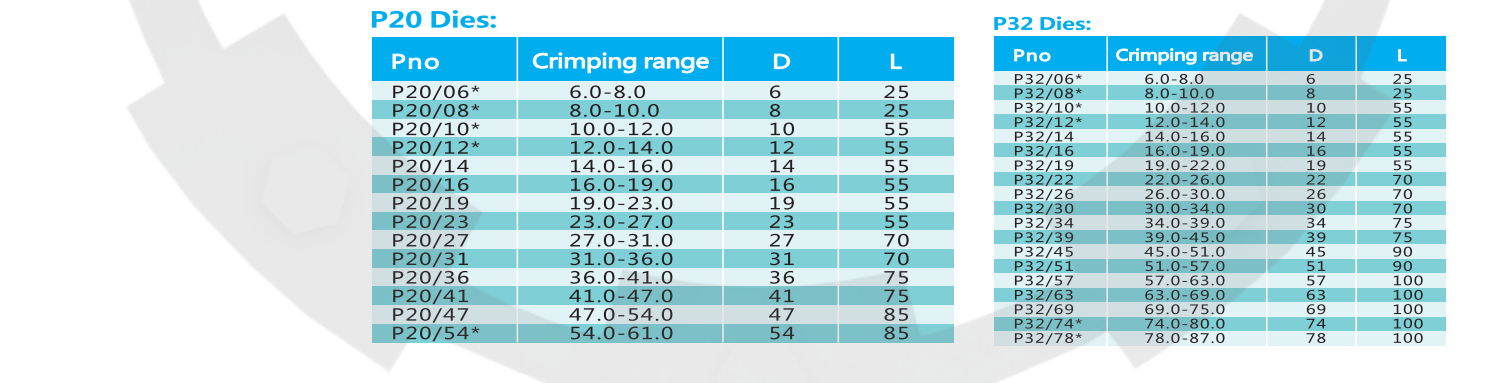 P20 Dies:
Pno Crimping range D L
P20/06* 6.0-8.0 6 25
P20/08* 8.0-10.0 8 25
P20/10* 10.0-12.0 10 55
P20/12* 12.0-14.0 12 55
P20/14 14.0-16.0 14 55
P20/16 16.0-19.0 16 55
P20/19 19.0-23.0 19 55
P20/23 23.0-27.0 23 55
P20/27 27.0-31.0 27 70
P20/31 31.0-36.0 31 70
P20/36 36.0-41.0 36 75
P20/41 41.0-47.0 41 75
P20/47 47.0-54.0 47 85
P20/54* 54.0-61.0 54 85
P32 Dies:
Pno Crimping range D L
P32/06* 6.0-8.0 6 25
P32/08* 8.0-10.0 8 25
P32/10* 10.0-12.0 10 55
P32/12* 12.0-14.0 12 55
P32/14 14.0-16.0 14 55
P32/16 16.0-19.0 16 55
P32/19 19.0-22.0 19 55
P32/22 22.0-26.0 22 70
P32/26 26.0-30.0 26 70
P32/30 30.0-34.0 30 70
P32/34 34.0-39.0 34 75
P32/39 39.0-45.0 39 75
P32/45 45.0-51.0 45 90
P32/51 51.0-57.0 51 90
P32/57 57.0-63.0 57 100
P32/63 63.0-69.0 63 100
P32/69 69.0-75.0 69 100
P32/74* 74.0-80.0 74 100
P32/78* 78.0-87.0 78 100